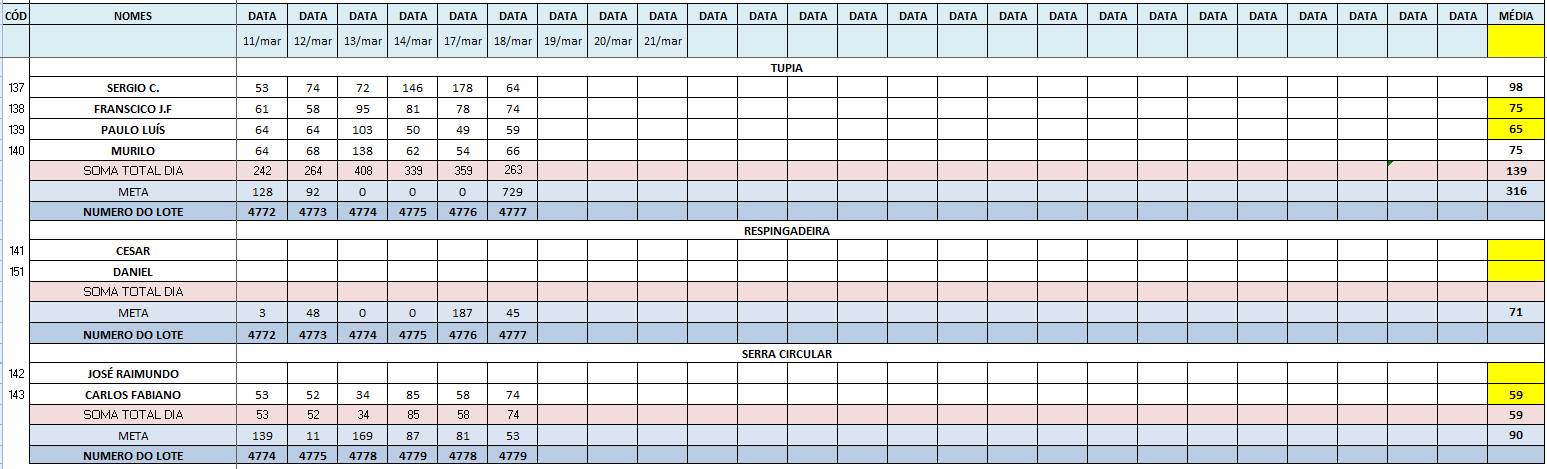 CÓD NOMES DATA DATA DATA DATA DATA DATA DATA DATA DATA DATA DATA DATA DATA DATA DATA DATA DATA DATA DATA DATA DATA DATA DATA DATA DATA MÉDIA
11/mar 12/mar 13/mar 14/mar 17/mar 18/mar 19/mar 20/mar 21/mar
TUPIA
137 SERGIO C. 53 74 72 146 178 64 98
138 FRANSCICO J.F 61 58 95 81 78 74 75
139 PAULO LUÍS 64 64 103 50 49 59 65
140 MURILO 64 68 138 62 54 66 75
SOMA TOTAL DIA 242 264 408 339 359 263 139
META 128 92 0 0 0 729 316
NUMERO DO LOTE 4772 4773 4774 4775 4776 4777
RESPINGADEIRA
141 CESAR
151 DANIEL
SOMA TOTAL DIA
META 3 48 0 0 187 45 71
NUMERO DO LOTE 4772 4773 4774 4775 4776 4777
SERRA CIRCULAR
142 JOSÉ RAIMUNDO
143 CARLOS FABIANO 53 52 34 85 58 74 59
SOMA TOTAL DIA 53 52 34 85 58 74 59
META 139 11 169 87 81 53 90
NUMERO DO LOTE 4774 4775 4778 4779 4778 4779